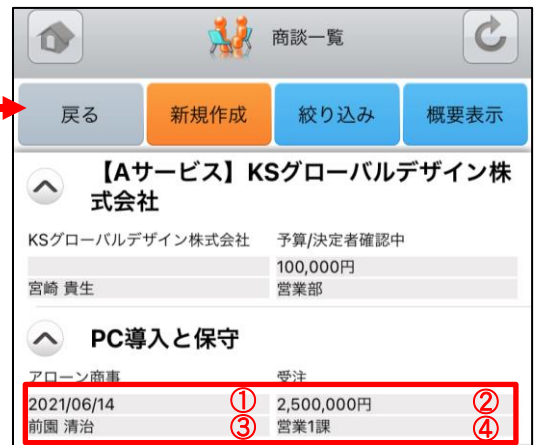 商談一覧
戻る 新規作成 絞り込み 概要表示
【Aサービス】KSグローバルデザイン株
式会社
KSグローバルデザイン株式会社 予算/決定者確認中
100,000円
宮崎 貴生 営業部
PC導入と保守
アローン商事 受注
2021/06/14 ① 2,500,000円 ②
前園 清治 ③ 営業1課 ④